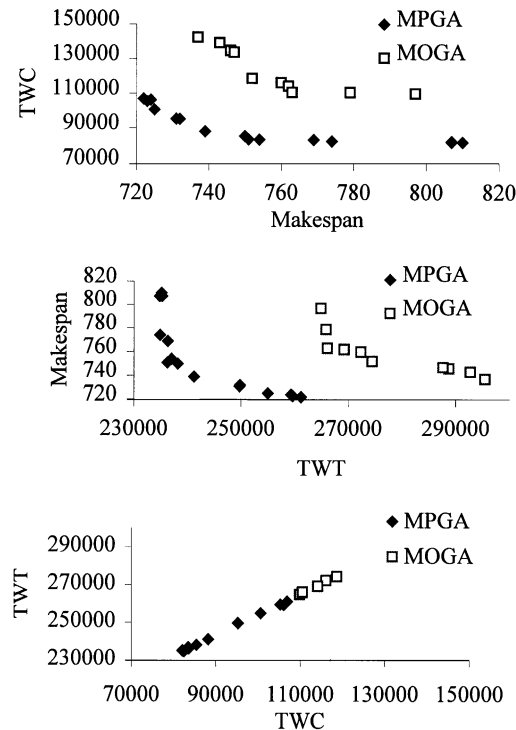 150000
130000
110000
90000
70000
TWC
MPGA
MOGA
720 740 760 780 800 820
Makespan
820
800
780
760
740
720
Makespan
MPGA
MOGA
230000 250000 270000 290000
TWT
MPGA
MOGA
290000
270000
250000
230000
TWT
70000 90000 110000 130000 150000
TWC